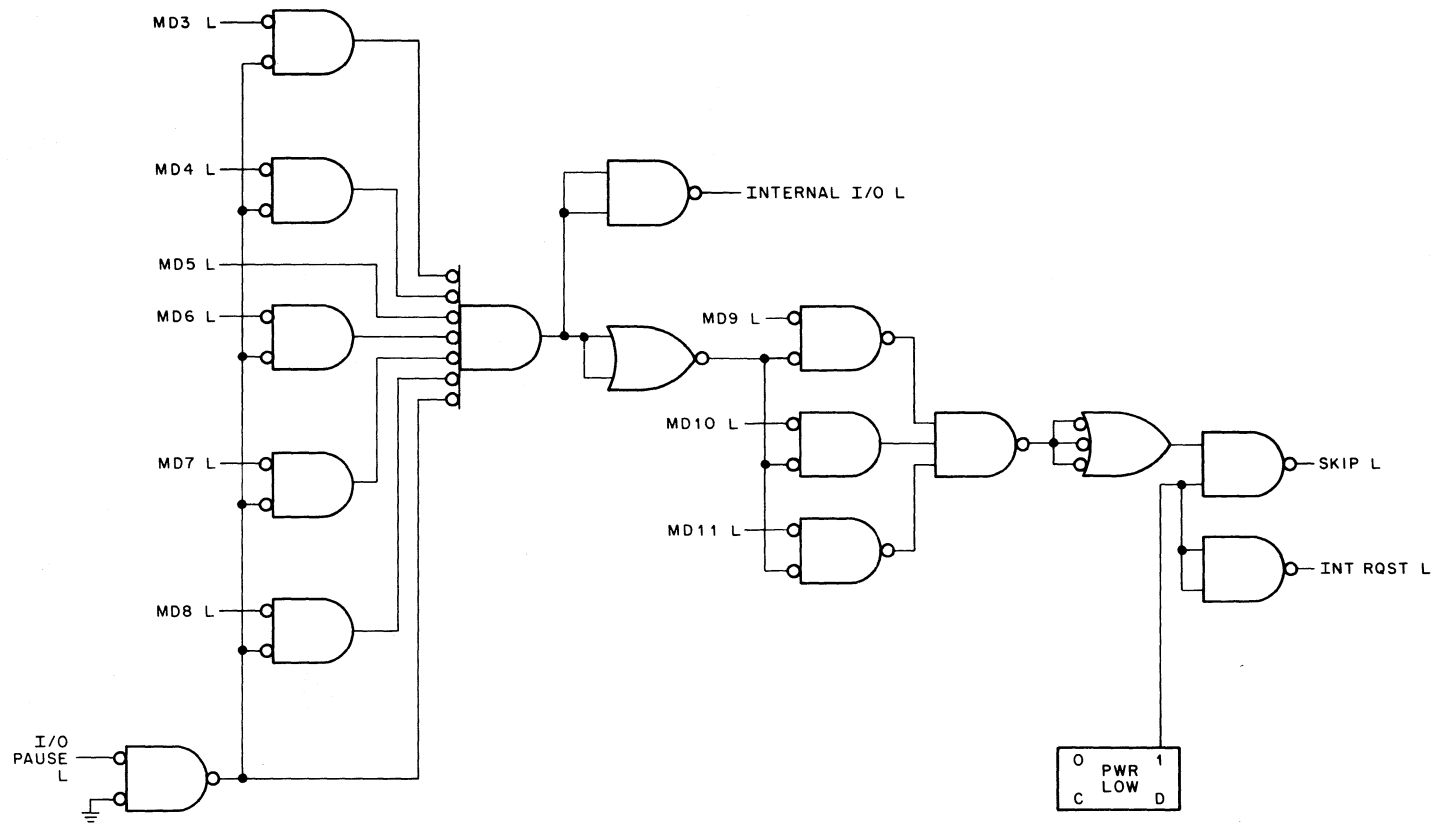 MD3 L
MD4 L
INTERNAL I/O L
MD5 L
MD6 L
MD9 L
MD10 L
MD7 L
SKIP L
MD11 L
INT RQST L
MD8 L
I/O
PAUSE
L
0 1
PWR
LOW
C D